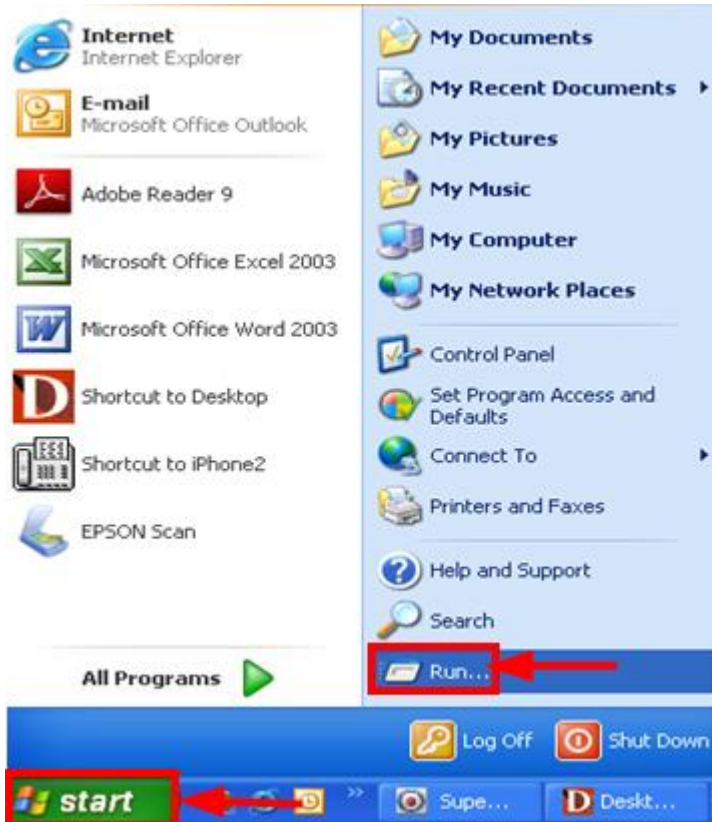 Internet
Internet Explorer
E-mail
Microsoft Office Outlook
Adobe Reader 9
Microsoft Office Excel 2003
Microsoft Office Word 2003
Shortcut to Desktop
Shortcut to iPhone2
EPSON Scan
All Programs
My Documents
My Recent Documents
My Pictures
My Music
My Computer
My Network Places
Control Panel
Set Program Access and
Defaults
Connect To
Printers and Faxes
Help and Support
Search
Run...
Log Off
Shut Down
start
Supe...
Deskt...